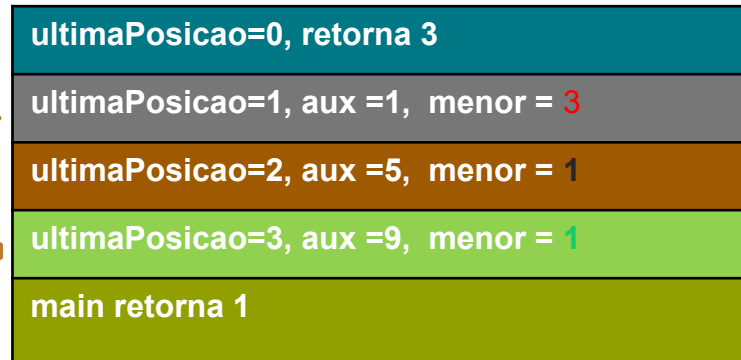 ultimaPosicao=0, retorna 3
ultimaPosicao=1, aux =1, menor = 3
ultimaPosicao=2, aux =5, menor = 1
ultimaPosicao=3, aux =9, menor = 1
main retorna 1